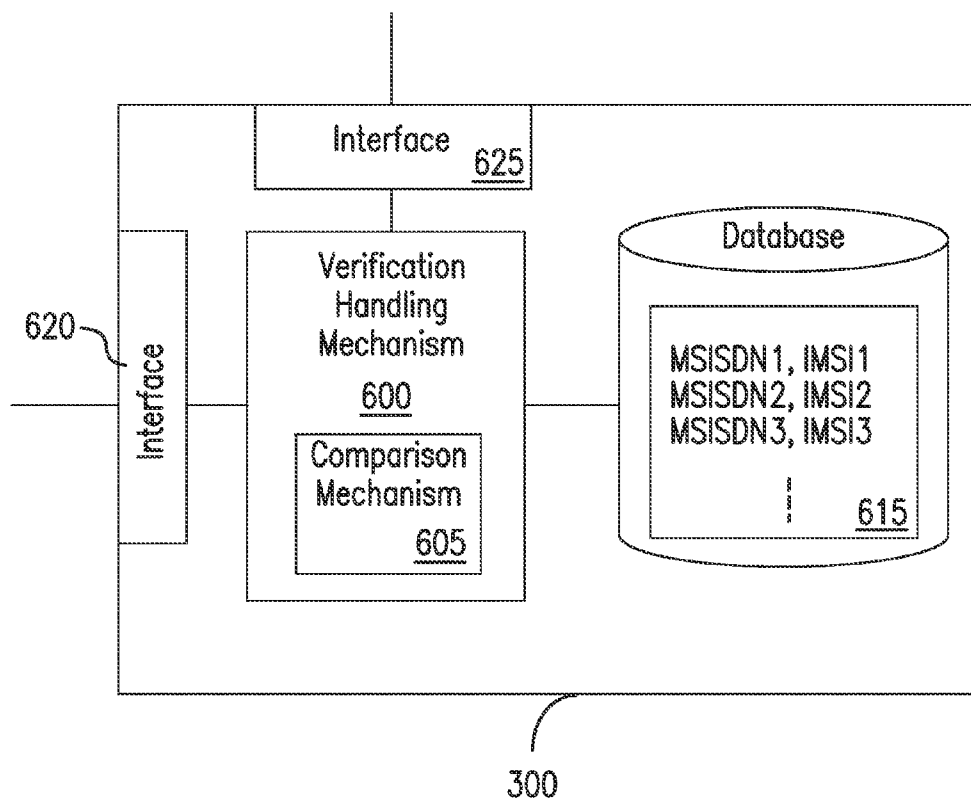 Interface
625
Verification
Handling
Mechanism
600
Comparison
Mechanism
605
620
Interface
Database
MSISDN1, IMSI1
MSISDN2, IMSI2
MSISDN3, IMSI3
615
300